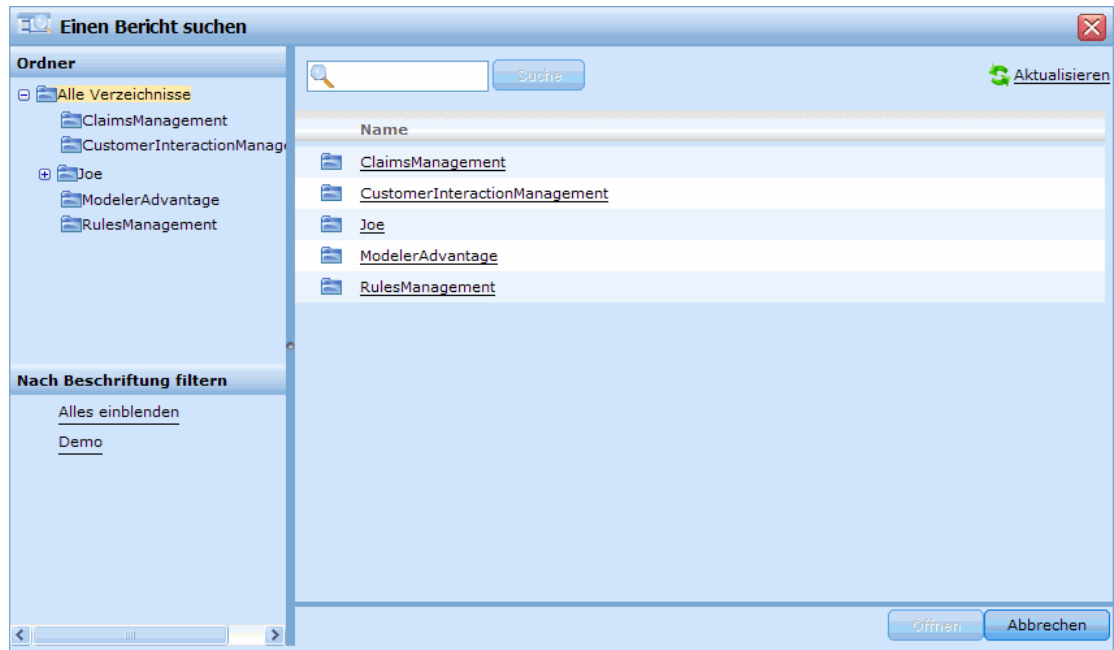 Einen Bericht suchen
Ordner
Alle Verzeichnisse
ClaimsManagement
CustomerInteractionManag
Joe
ModelerAdvantage
RulesManagement
Nach Beschriftung filtern
Alles einblenden
Demo
Suche
Aktualisieren
Name
ClaimsManagement
CustomerInteractionManagement
Joe
ModelerAdvantage
RulesManagement
Öffnen
Abbrechen